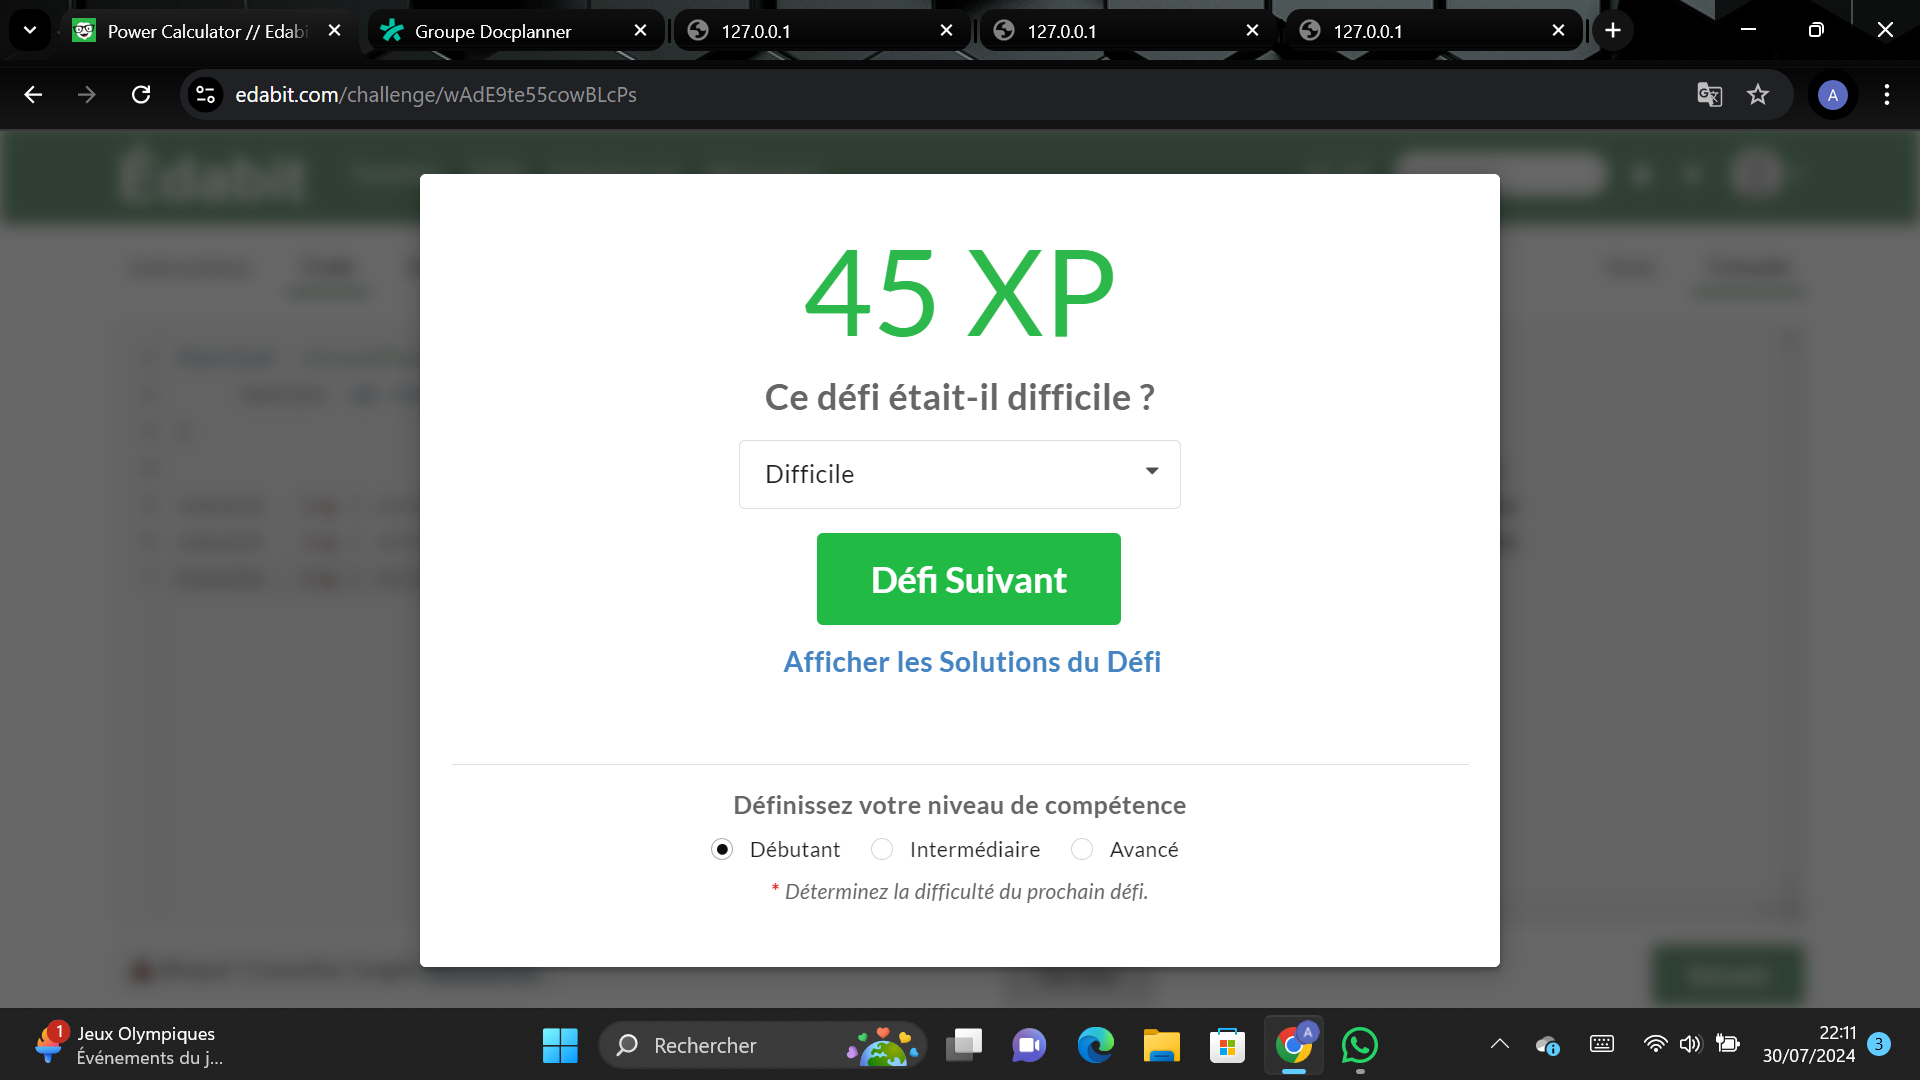 Power Calculator // Edabi
Groupe Docplanner
127.0.0.1
127.0.0.1
127.0.0.1
edabit.com/challenge/wAdE9te55cowBLcPs
A
Édabit
45 XP
Ce défi était-il difficile ?
Difficile
Défi Suivant
Afficher les Solutions du Défi
Définissez votre niveau de compétence
Débutant
Intermédiaire
Avancé
* Déterminez la difficulté du prochain défi.
1
Jeux Olympiques
Événements du j...
Rechercher
A
22:11
30/07/2024
3